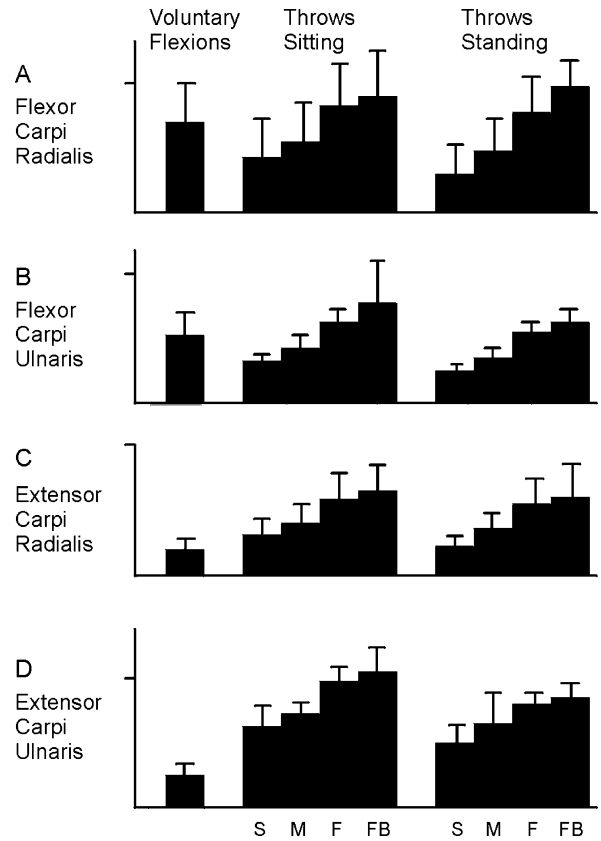 Voluntary
Flexions
Throws
Sitting
Throws
Standing
A
Flexor
Carpi
Radialis
B
Flexor
Carpi
Ulnaris
C
Extensor
Carpi
Radialis
D
Extensor
Carpi
Ulnaris
S M F FB S M F FB